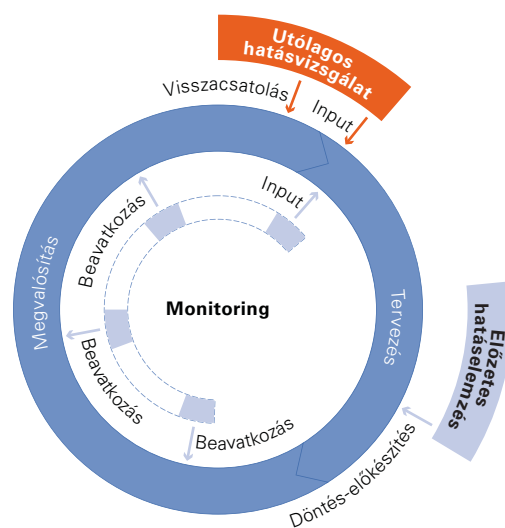 Utólagos
hatásvizsgálat
Visszacsatolás
Input
Input
Beavatkozás
Megvalósítás
Monitoring
Tervezés
Előzetes
hatáselemzés
Beavatkozás
Beavatkozás
Döntés-előkészítés